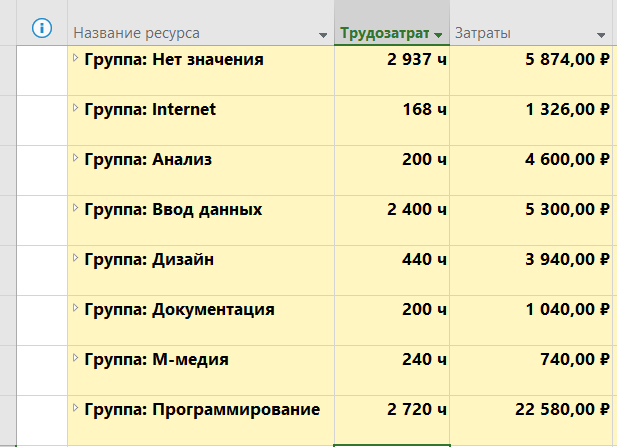 Название ресурса Трудозатрат Затраты
Группа: Нет значения 2 937 ч 5 874,00 ₽
Группа: Internet 168 ч 1 326,00 ₽
Группа: Анализ 200 ч 4 600,00 ₽
Группа: Ввод данных 2 400 ч 5 300,00 ₽
Группа: Дизайн 440 ч 3 940,00 ₽
Группа: Документация 200 ч 1 040,00 ₽
Группа: М-медия 240 ч 740,00 ₽
Группа: Программирование 2 720 ч 22 580,00 ₽